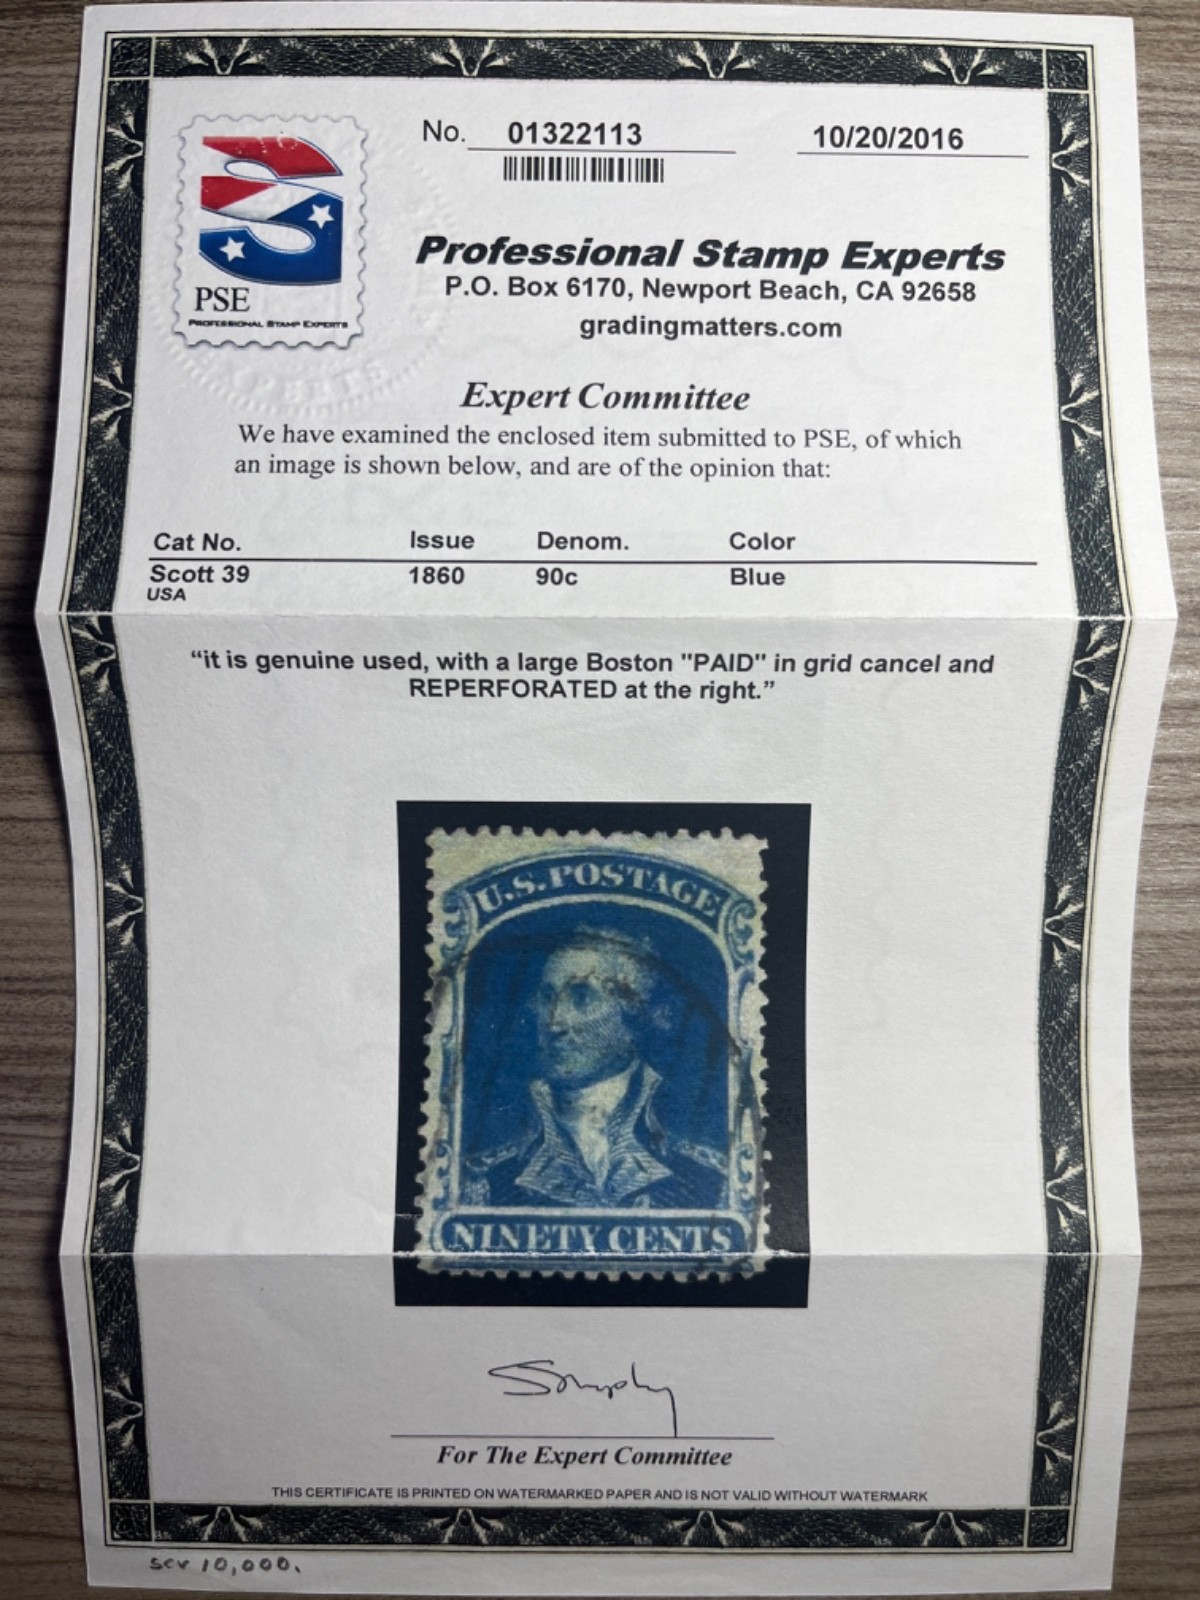 No. 01322113 10/20/2016
PSE
PROFESSIONAL STAMP EXPERTS
Professional Stamp Experts
P.O. Box 6170, Newport Beach, CA 92658
gradingmatters.com
EXPERTS
Expert Committee
We have examined the enclosed item submitted to PSE, of which
an image is shown below, and are of the opinion that:
Cat No. Issue Denom. Color
Scott 39 1860 90c Blue
USA
“it is genuine used, with a large Boston "PAID" in grid cancel and
REPERFORATED at the right.”
U.S. POSTAGE
NINETY CENTS
For The Expert Committee
THIS CERTIFICATE IS PRINTED ON WATERMARKED PAPER AND IS NOT VALID WITHOUT WATERMARK
scv 10,000.